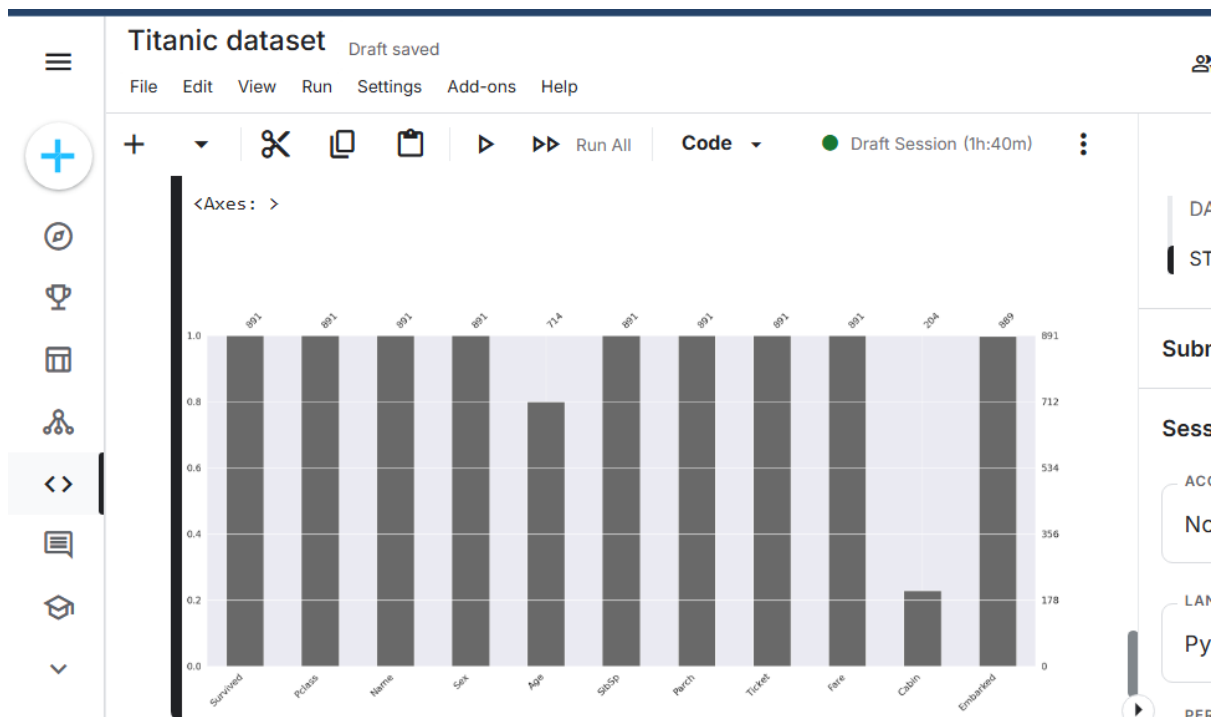 Titanic dataset Draft saved
File Edit View Run Settings Add-ons Help
Run All Code Draft Session (1h:40m)
<Axes: >
DA
ST
891 891 891 891 714 891 891 891 891 204 889
1.0 891
0.8 712
0.6 534
0.4 356
0.2 178
0.0 0
Survived Pclass Name Sex Age SibSp Parch Ticket Fare Cabin Embarked
Subm
Sess
ACC
No
LAN
Py
PER